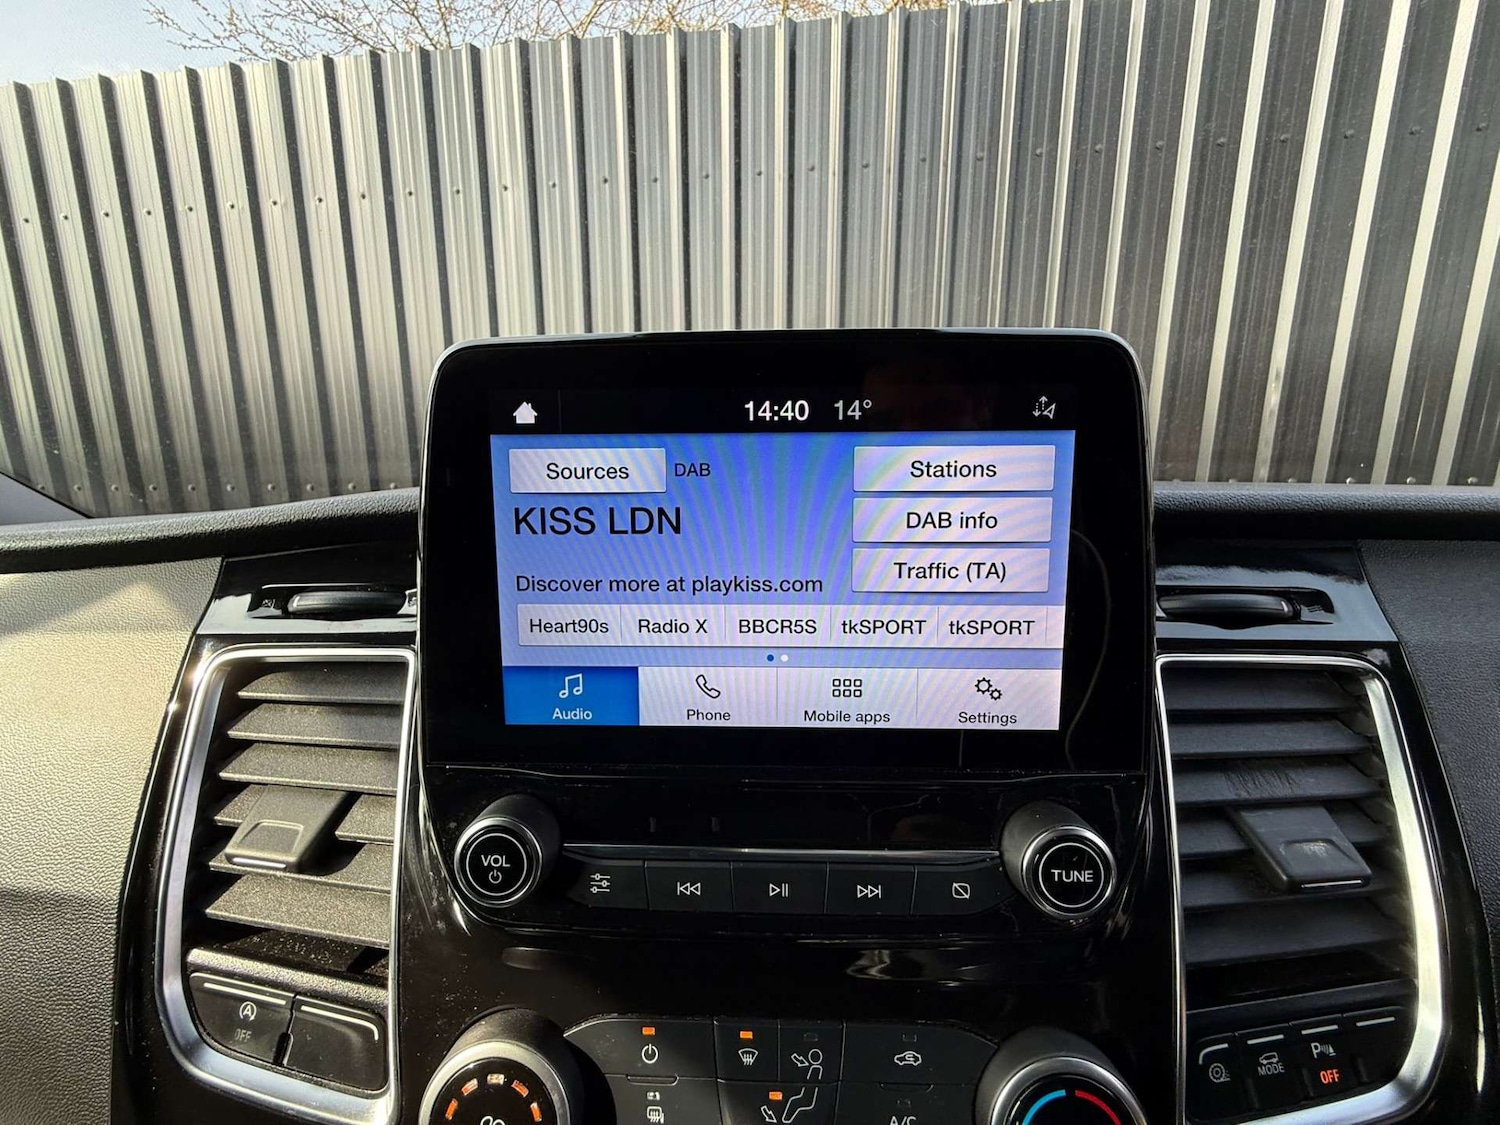 14:40 14°
Sources DAB Stations
KISS LDN DAB info
Traffic (TA)
Discover more at playkiss.com
Heart90s Radio X BBCR5S tkSPORT tkSPORT
Audio Phone Mobile apps Settings
VOL TUNE
A
OFF
MODE
P
OFF
A/C